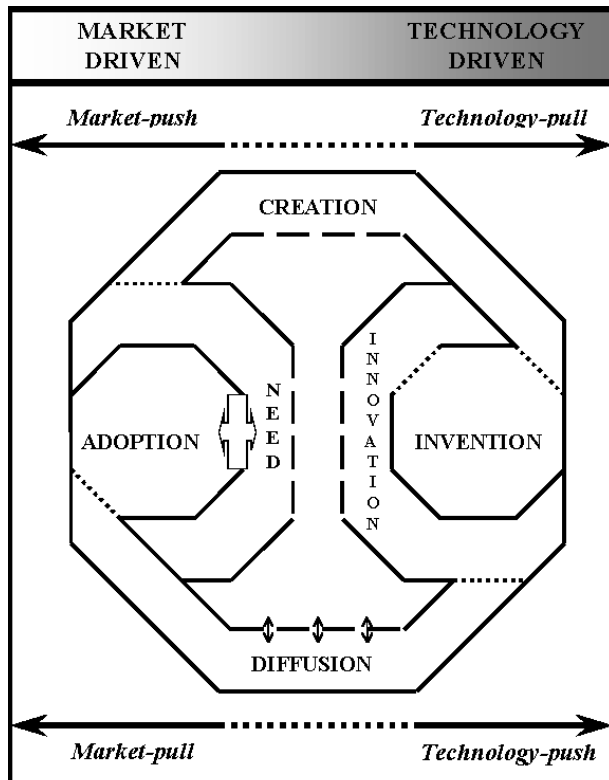 MARKET DRIVEN
TECHNOLOGY DRIVEN
Market-push
Technology-pull
CREATION
NEED
INNOVATION
ADOPTION
INVENTION
DIFFUSION
Market-pull
Technology-push